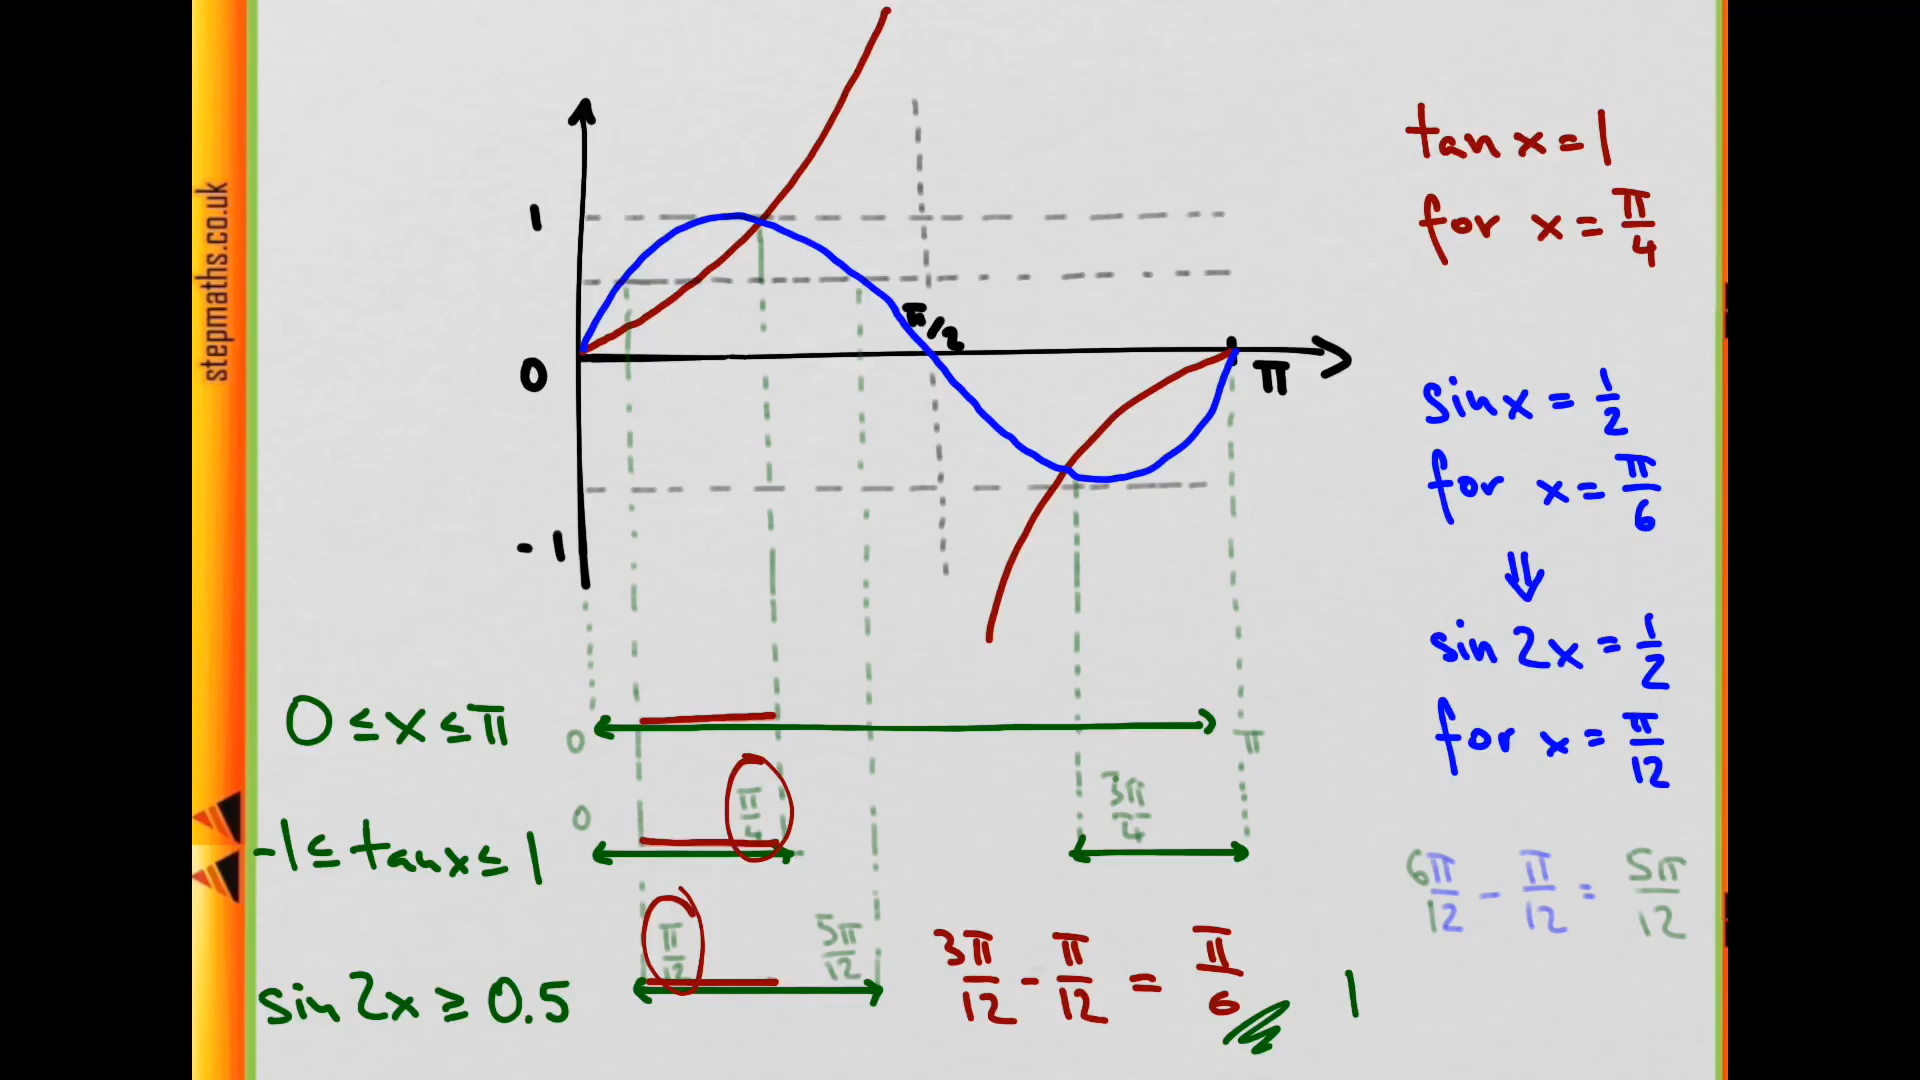 stepmaths.co.uk
1
0
-1
π/2
π
tan x = 1
for x = π/4
sin x = 1/2
for x = π/6
⇓
sin 2x = 1/2
for x = π/12
6π/12 - π/12 = 5π/12
0 ≤ x ≤ π
0 π
-1 ≤ tan x ≤ 1
0 π/4 3π/4
sin 2x ≥ 0.5
π/12 5π/12
3π/12 - π/12 = π/6
1